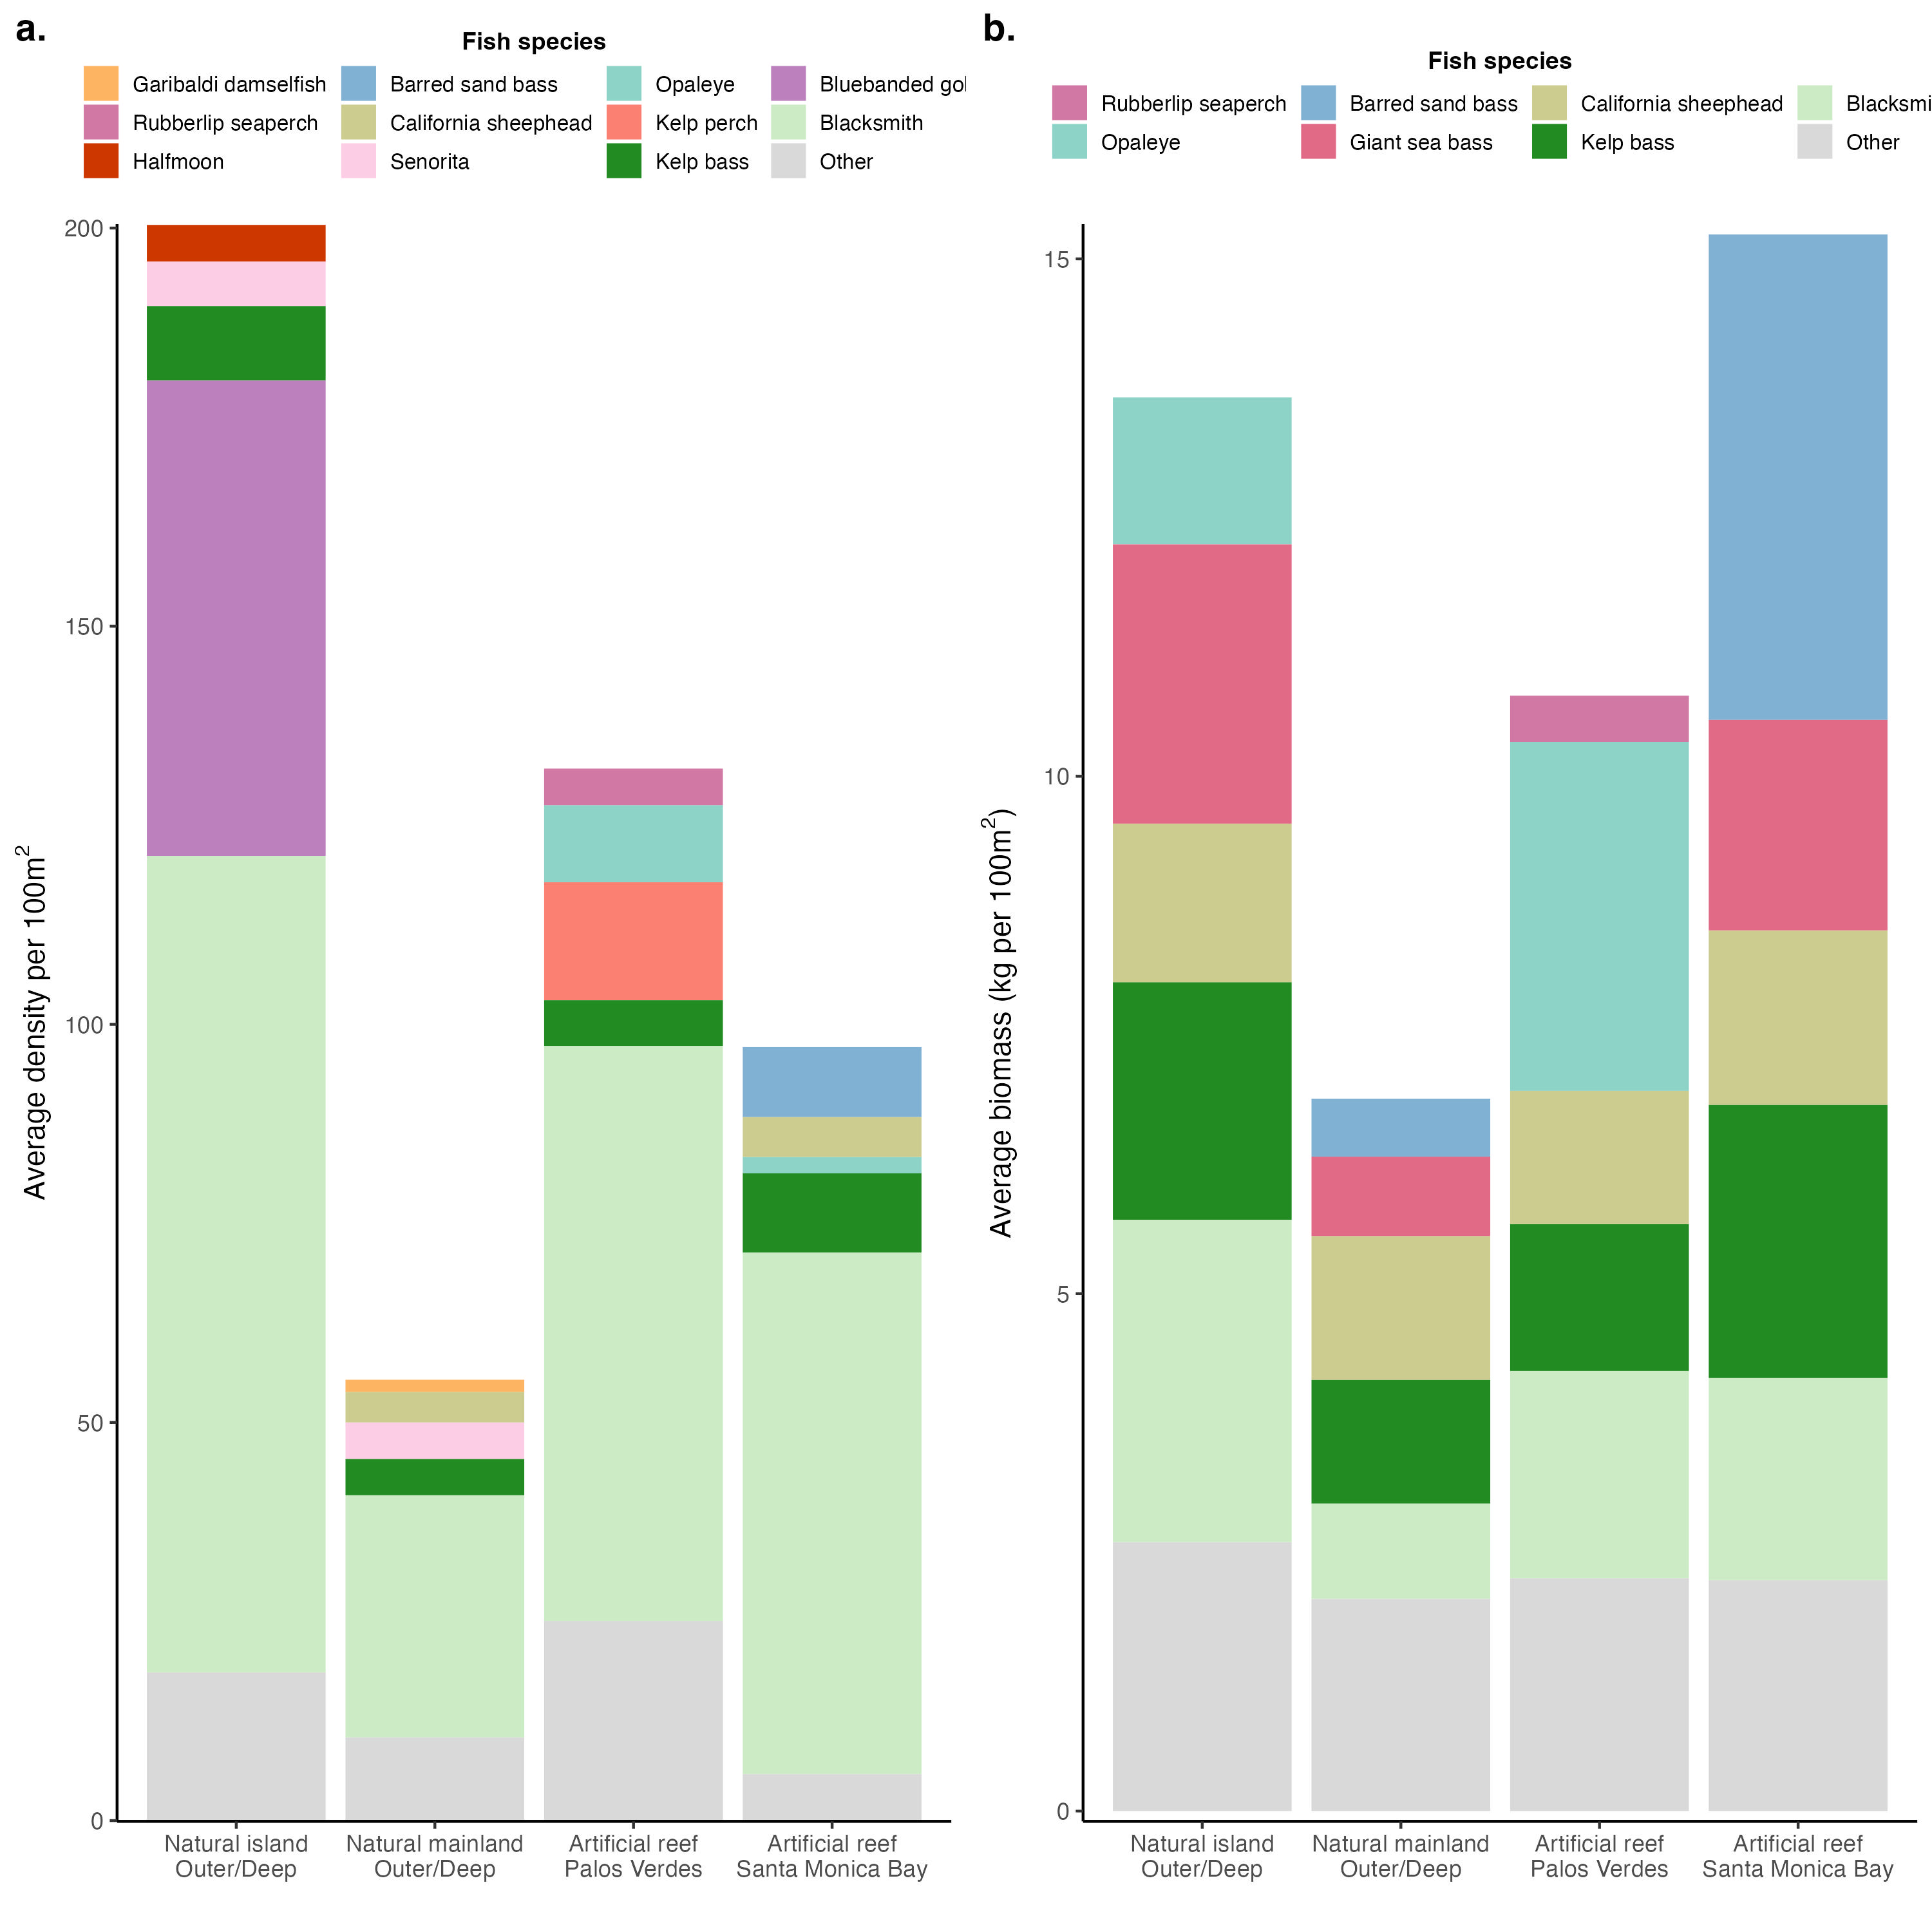 a.
Fish species
Garibaldi damselfish Barred sand bass Opaleye Bluebanded go
Rubberlip seaperch California sheephead Kelp perch Blacksmith
Halfmoon Senorita Kelp bass Other
200
150
100
50
0
Average density per 100m²
Natural island Natural mainland Artificial reef Artificial reef
Outer/Deep Outer/Deep Palos Verdes Santa Monica Bay
b.
Fish species
Rubberlip seaperch Barred sand bass California sheephead Blacksmi
Opaleye Giant sea bass Kelp bass Other
15
10
5
0
Average biomass (kg per 100m²)
Natural island Natural mainland Artificial reef Artificial reef
Outer/Deep Outer/Deep Palos Verdes Santa Monica Bay